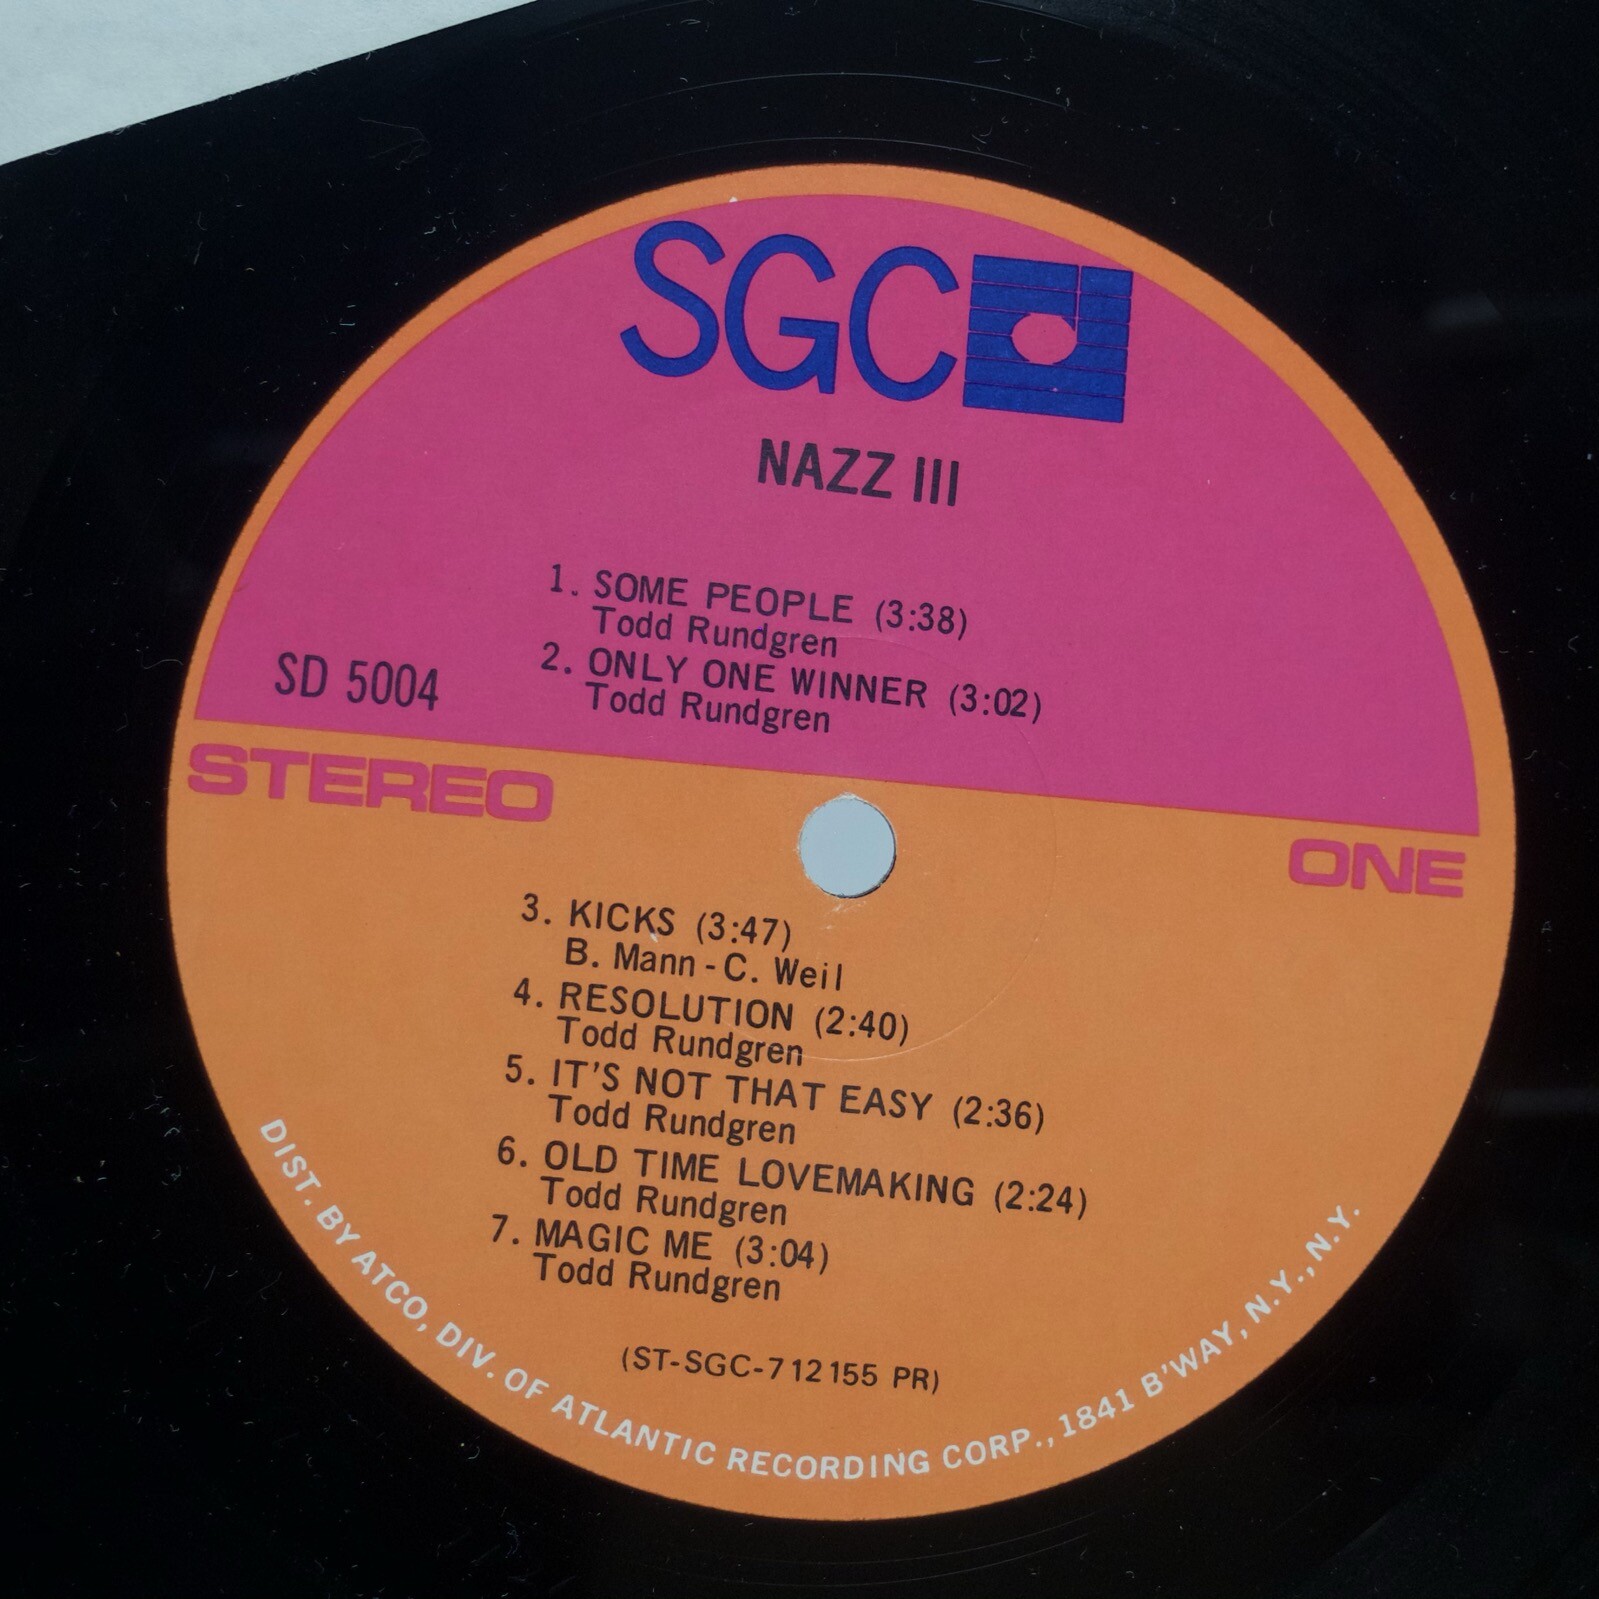 SGC
NAZZ III
1. SOME PEOPLE (3:38)
Todd Rundgren
2. ONLY ONE WINNER (3:02)
Todd Rundgren
SD 5004
STEREO
ONE
3. KICKS (3:47)
B. Mann - C. Weil
4. RESOLUTION (2:40)
Todd Rundgren
5. IT'S NOT THAT EASY (2:36)
Todd Rundgren
6. OLD TIME LOVEMAKING (2:24)
Todd Rundgren
7. MAGIC ME (3:04)
Todd Rundgren
(ST-SGC-712155 PR)
DIST. BY ATCO, DIV. OF ATLANTIC RECORDING CORP., 1841 B'WAY, N.Y., N.Y.